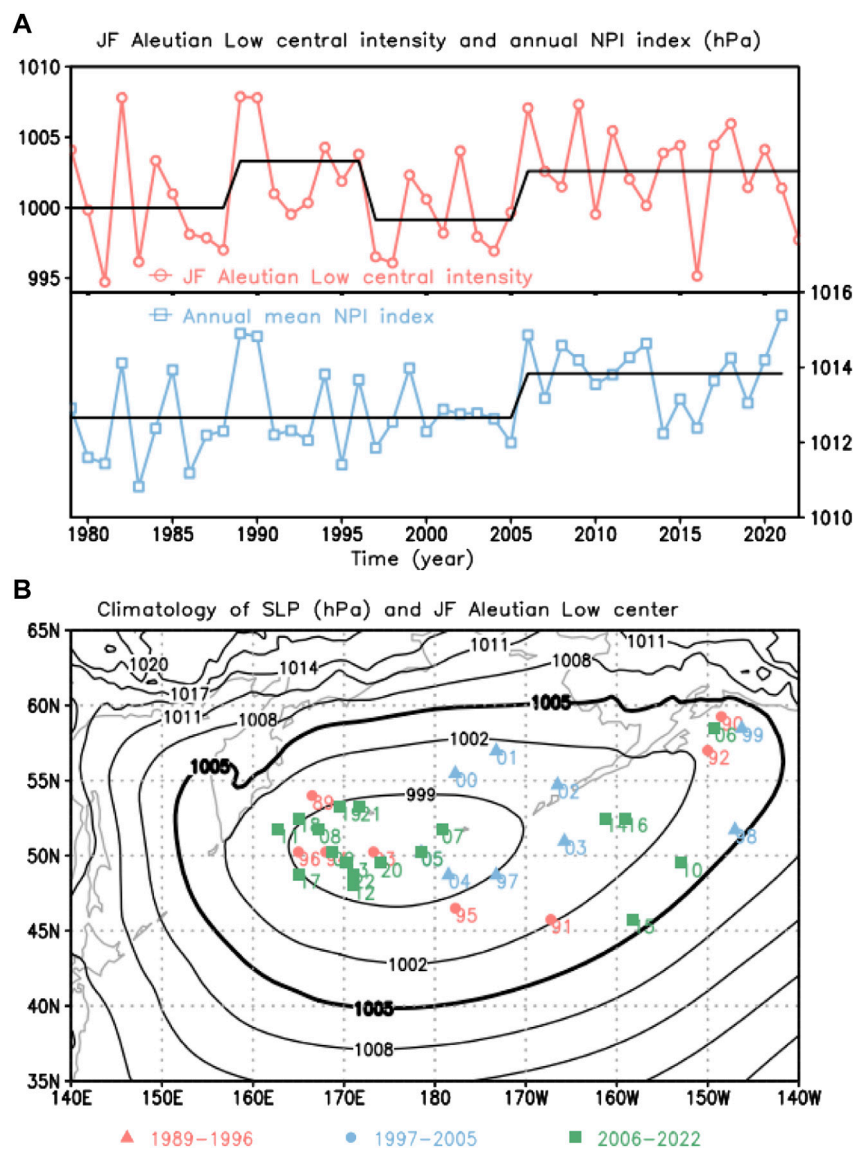 A
JF Aleutian Low central intensity and annual NPI index (hPa)
1010
1005
1000
995
JF Aleutian Low central intensity
1016
Annual mean NPI index
1014
1012
1010
1980 1985 1990 1995 2000 2005 2010 2015 2020
Time (year)
B
Climatology of SLP (hPa) and JF Aleutian Low center
65N
1020 1014 1011 1011
1017 1008
1011 1008
60N
1005
90
06 99
1002 01
92
55N
1005
00
02
999
89
1921
11 08 07
1416
98
50N
96
05
03
10
17
20
04 97
22
12
95
91
15
45N
1002
40N
1005
1008
35N
140E 150E 160E 170E 180 170W 160W 150W 140W
1989-1996 1997-2005 2006-2022